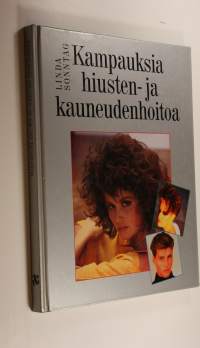 LINDA
SONNTAG
Kampauksia
hiusten- ja
kauneudenhoitoa